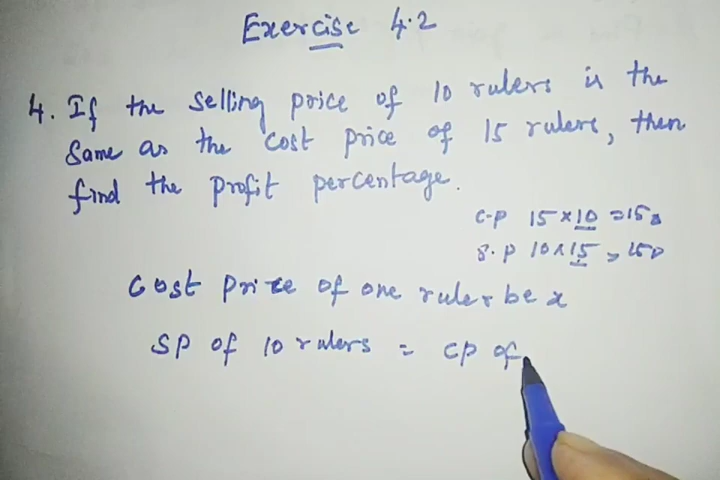 Exercise 4.2
4. If the selling price of 10 rulers is the
same as the cost price of 15 rulers, then
find the profit percentage.
C.P 15 × 10 = 150
S.P 10 × 15 = 150
Cost price of one ruler be x
SP of 10 rulers = CP of